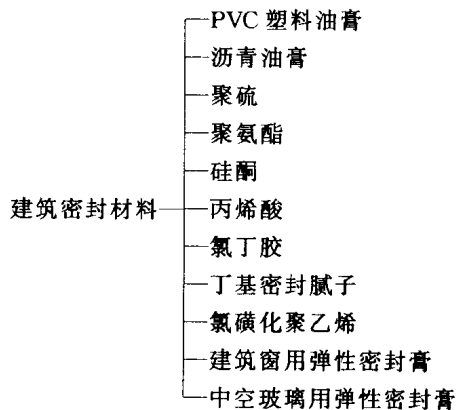 PVC 塑料油膏
沥青油膏
聚硫
聚氨酯
硅酮
建筑密封材料
丙烯酸
氯丁胶
丁基密封腻子
氯磺化聚乙烯
建筑窗用弹性密封膏
中空玻璃用弹性密封膏